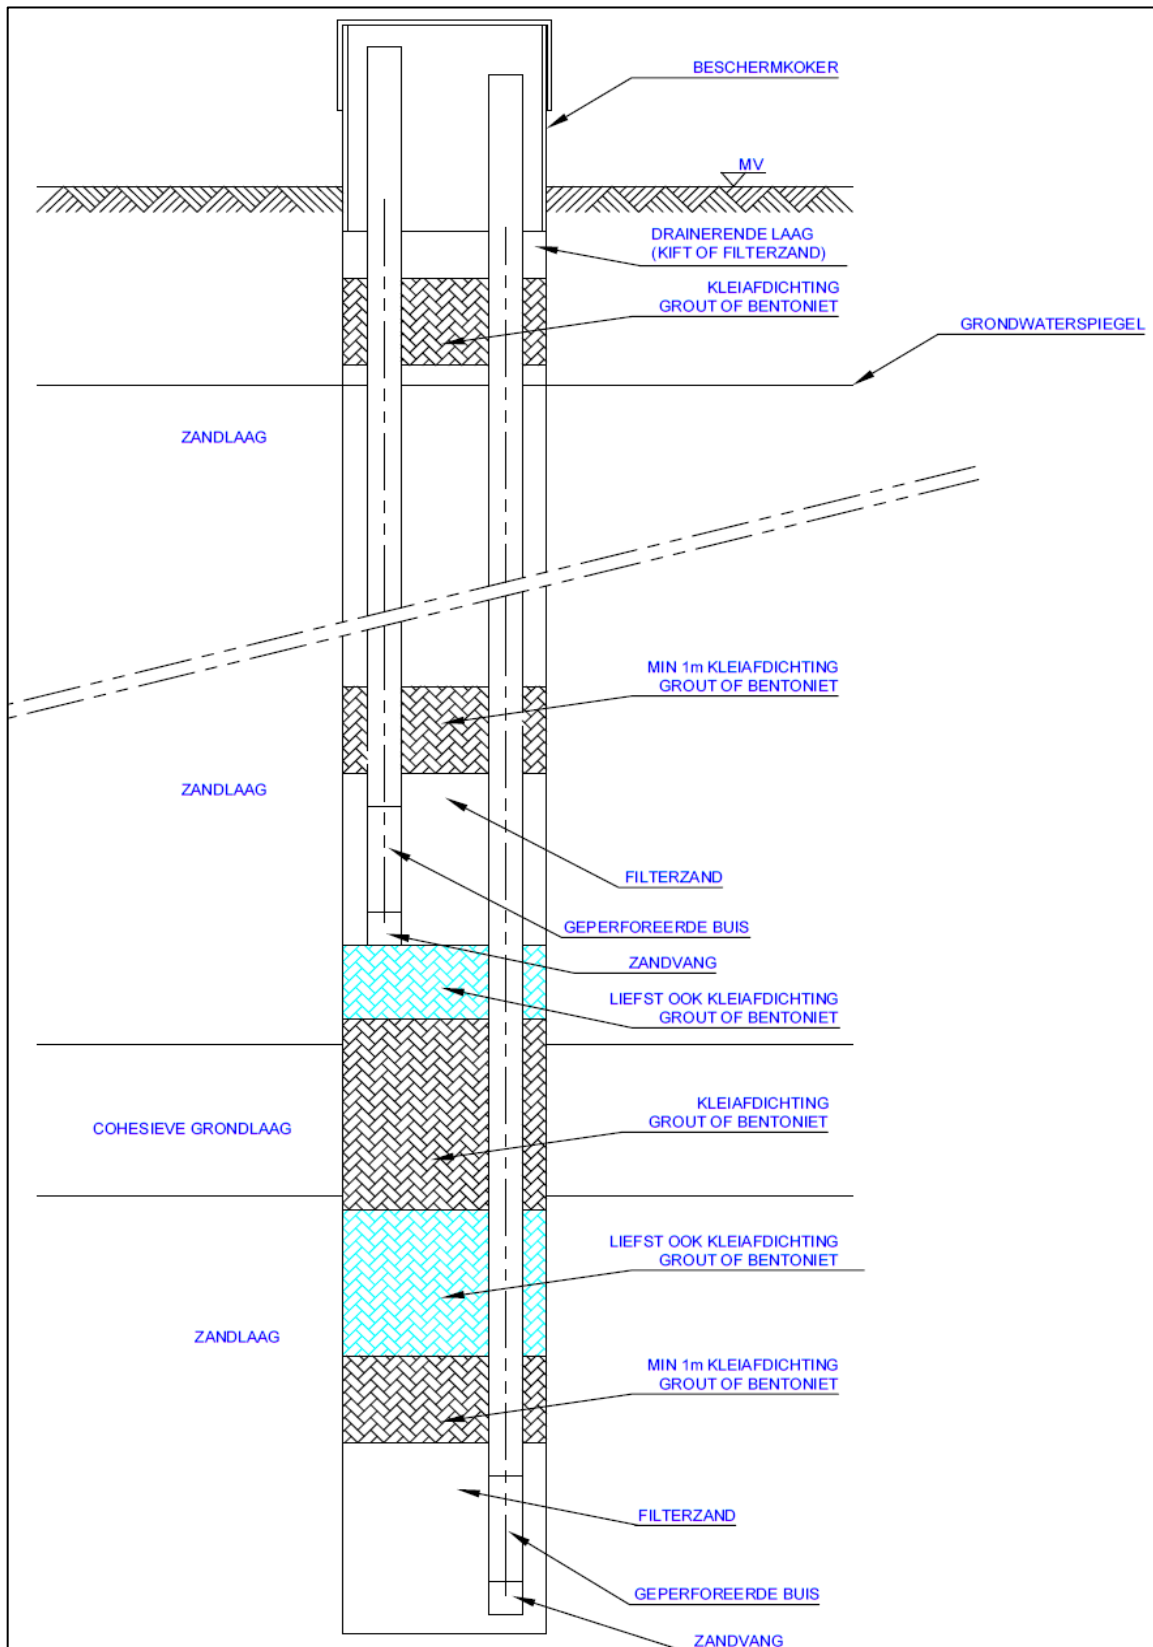 BESCHERMKOKER
MV
DRAINERENDE LAAG
(KIFT OF FILTERZAND)
KLEIAFDICHTING
GROUT OF BENTONIET
GRONDWATERSPIEGEL
ZANDLAAG
MIN 1m KLEIAFDICHTING
GROUT OF BENTONIET
ZANDLAAG
FILTERZAND
GEPERFOREERDE BUIS
ZANDVANG
LIEFST OOK KLEIAFDICHTING
GROUT OF BENTONIET
KLEIAFDICHTING
GROUT OF BENTONIET
COHESIEVE GRONDLAAG
LIEFST OOK KLEIAFDICHTING
GROUT OF BENTONIET
ZANDLAAG
MIN 1m KLEIAFDICHTING
GROUT OF BENTONIET
FILTERZAND
GEPERFOREERDE BUIS
ZANDVANG